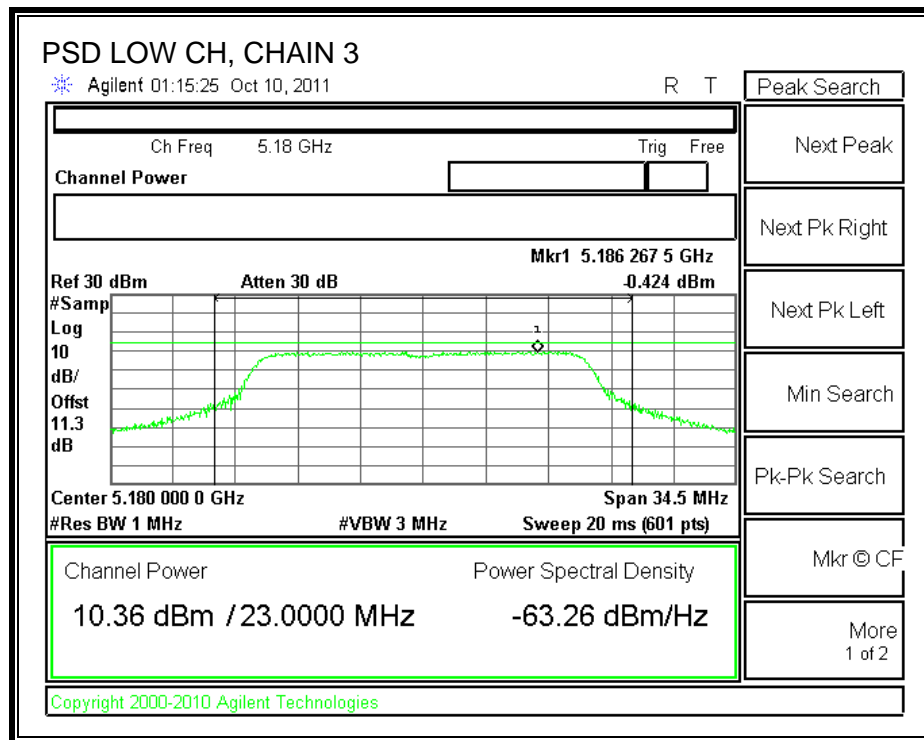 PSD LOW CH, CHAIN 3
Agilent 01:15:25 Oct 10, 2011 R T
Peak Search
Ch Freq 5.18 GHz Trig Free
Channel Power
Mkr1 5.186 267 5 GHz
Ref 30 dBm Atten 30 dB -0.424 dBm
#Samp
Log
10
dB/
Offst
11.3
dB
1
Center 5.180 000 0 GHz Span 34.5 MHz
#Res BW 1 MHz #VBW 3 MHz Sweep 20 ms (601 pts)
Channel Power Power Spectral Density
10.36 dBm / 23.0000 MHz -63.26 dBm/Hz
Next Peak
Next Pk Right
Next Pk Left
Min Search
Pk-Pk Search
Mkr © CF
More
1 of 2
Copyright 2000-2010 Agilent Technologies